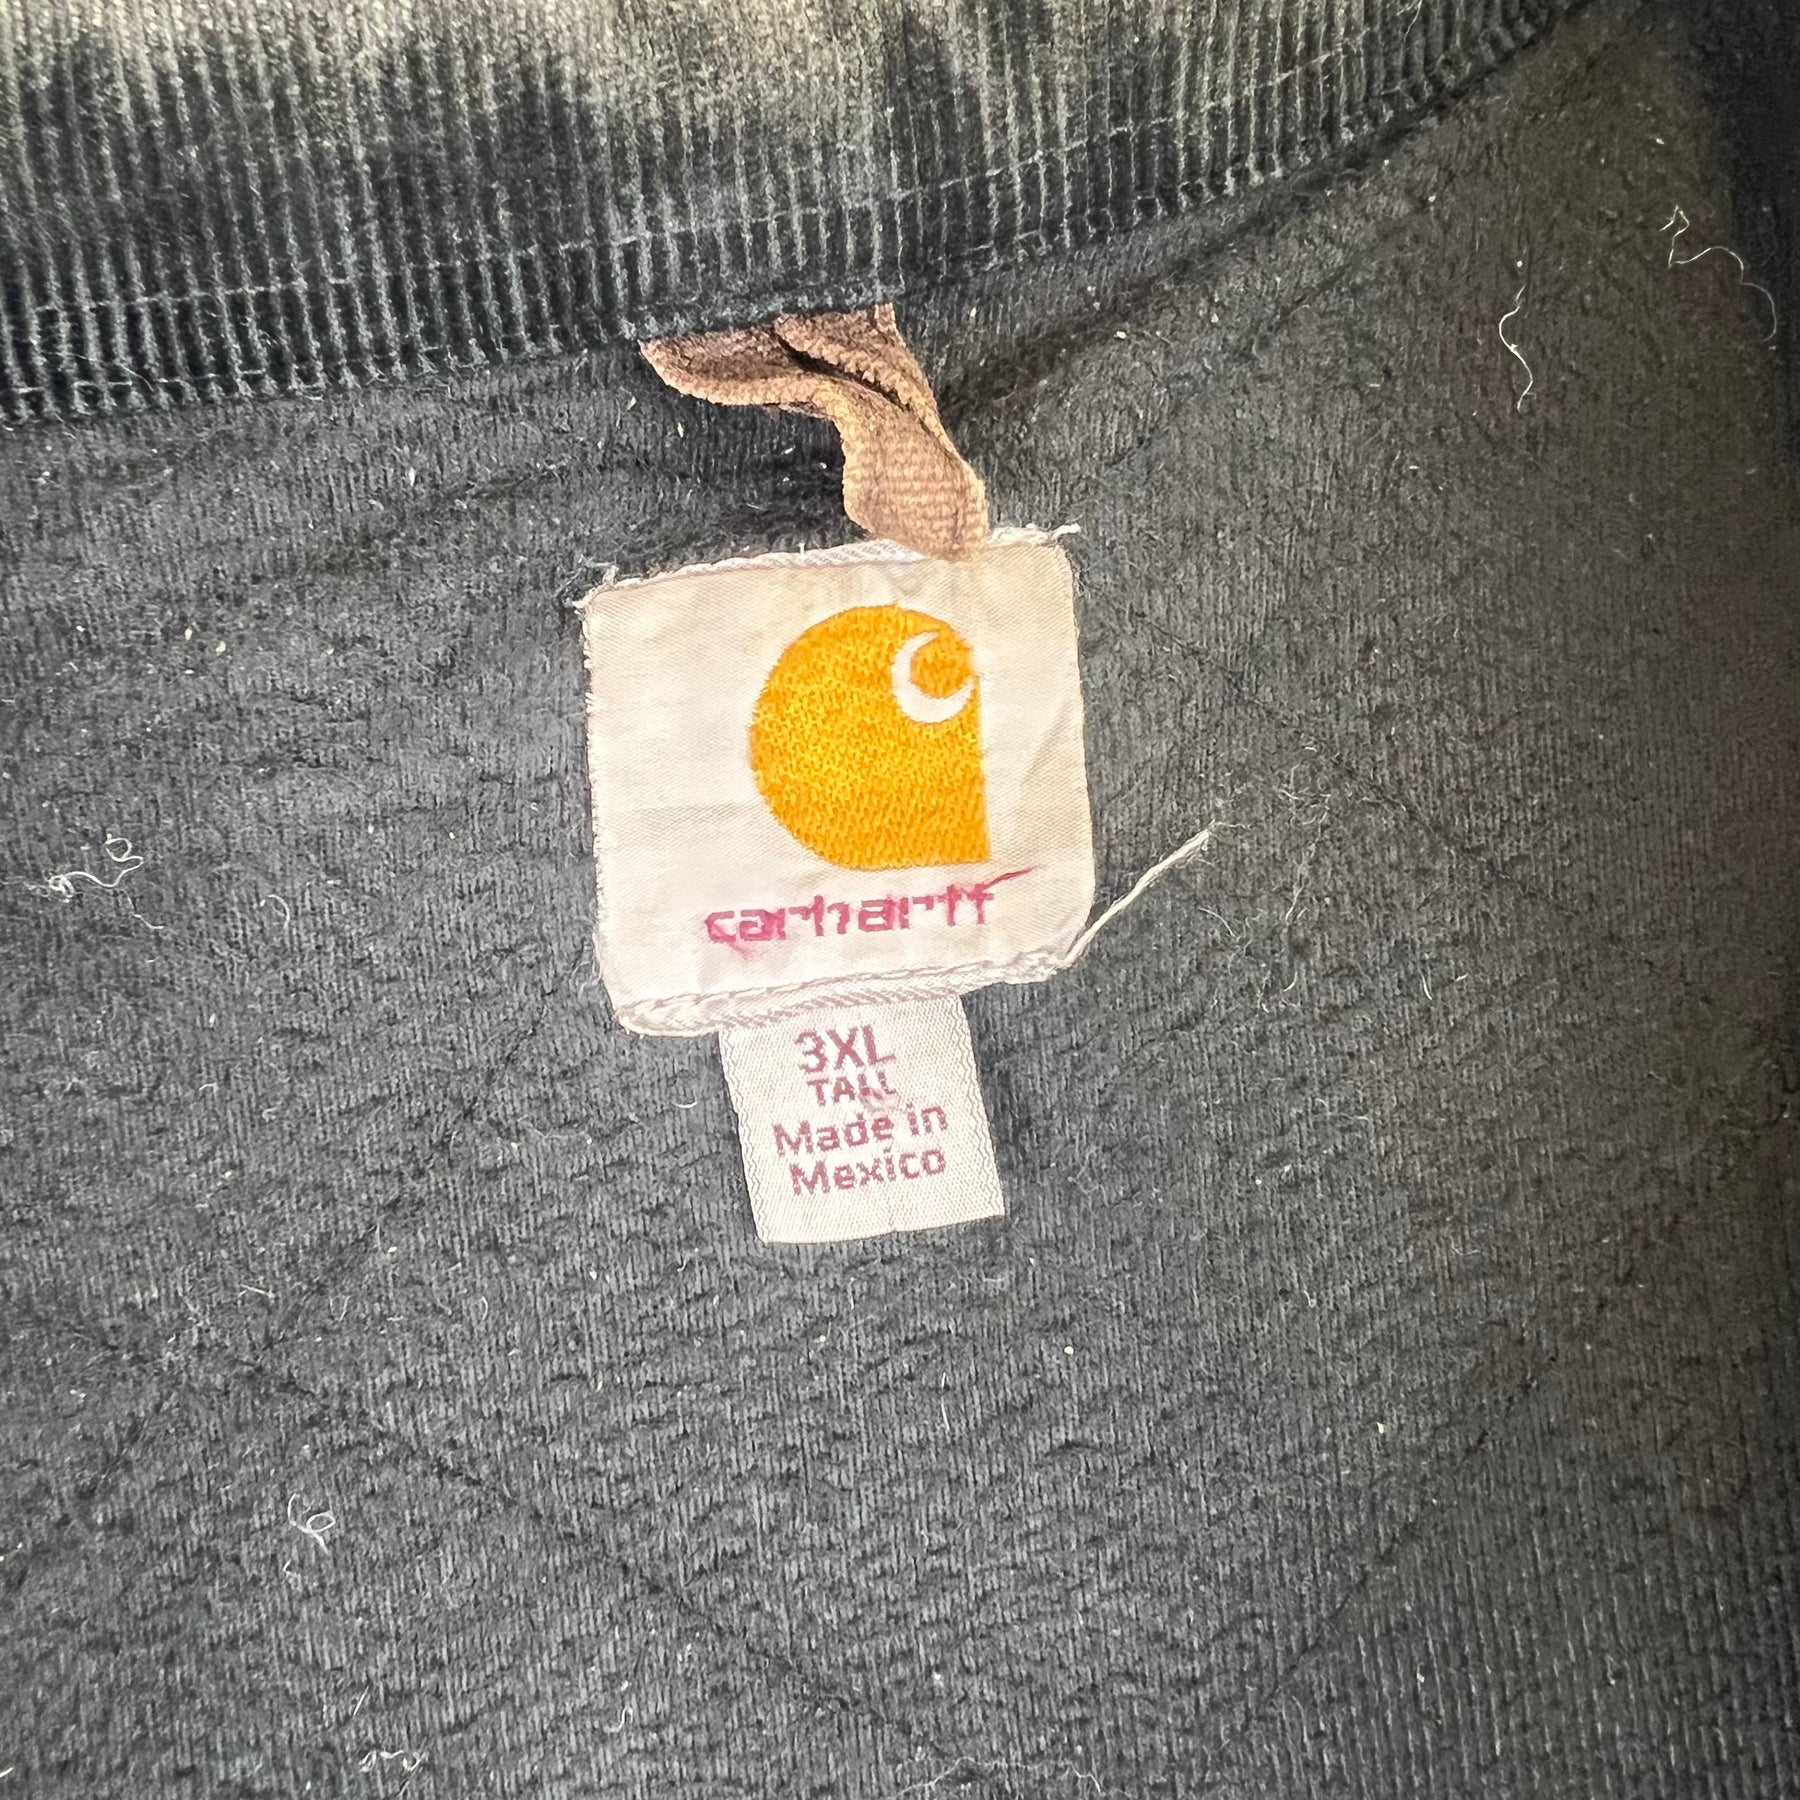 carhartt
3XL
TALL
Made in
Mexico